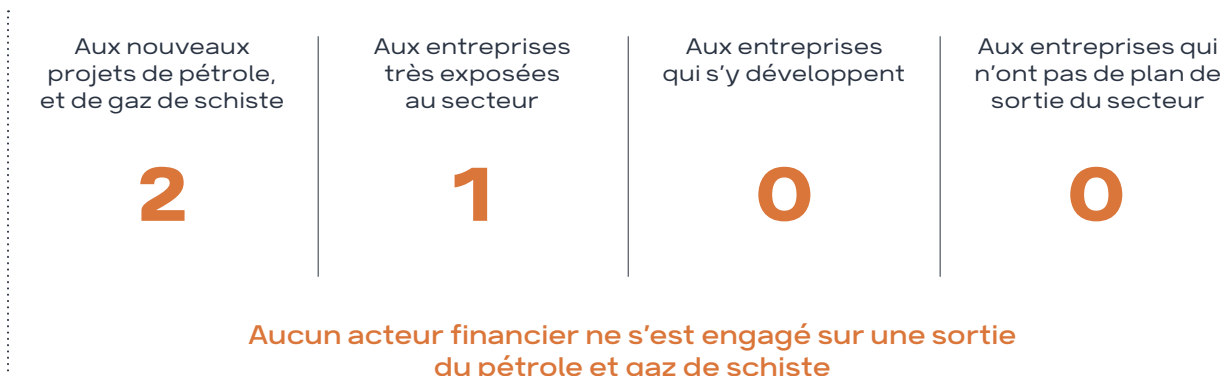 Aux nouveaux
projets de pétrole,
et de gaz de schiste
2
Aux entreprises
très exposées
au secteur
1
Aux entreprises
qui s'y développent
0
Aux entreprises qui
n'ont pas de plan de
sortie du secteur
0
Aucun acteur financier ne s'est engagé sur une sortie
du pétrole et gaz de schiste